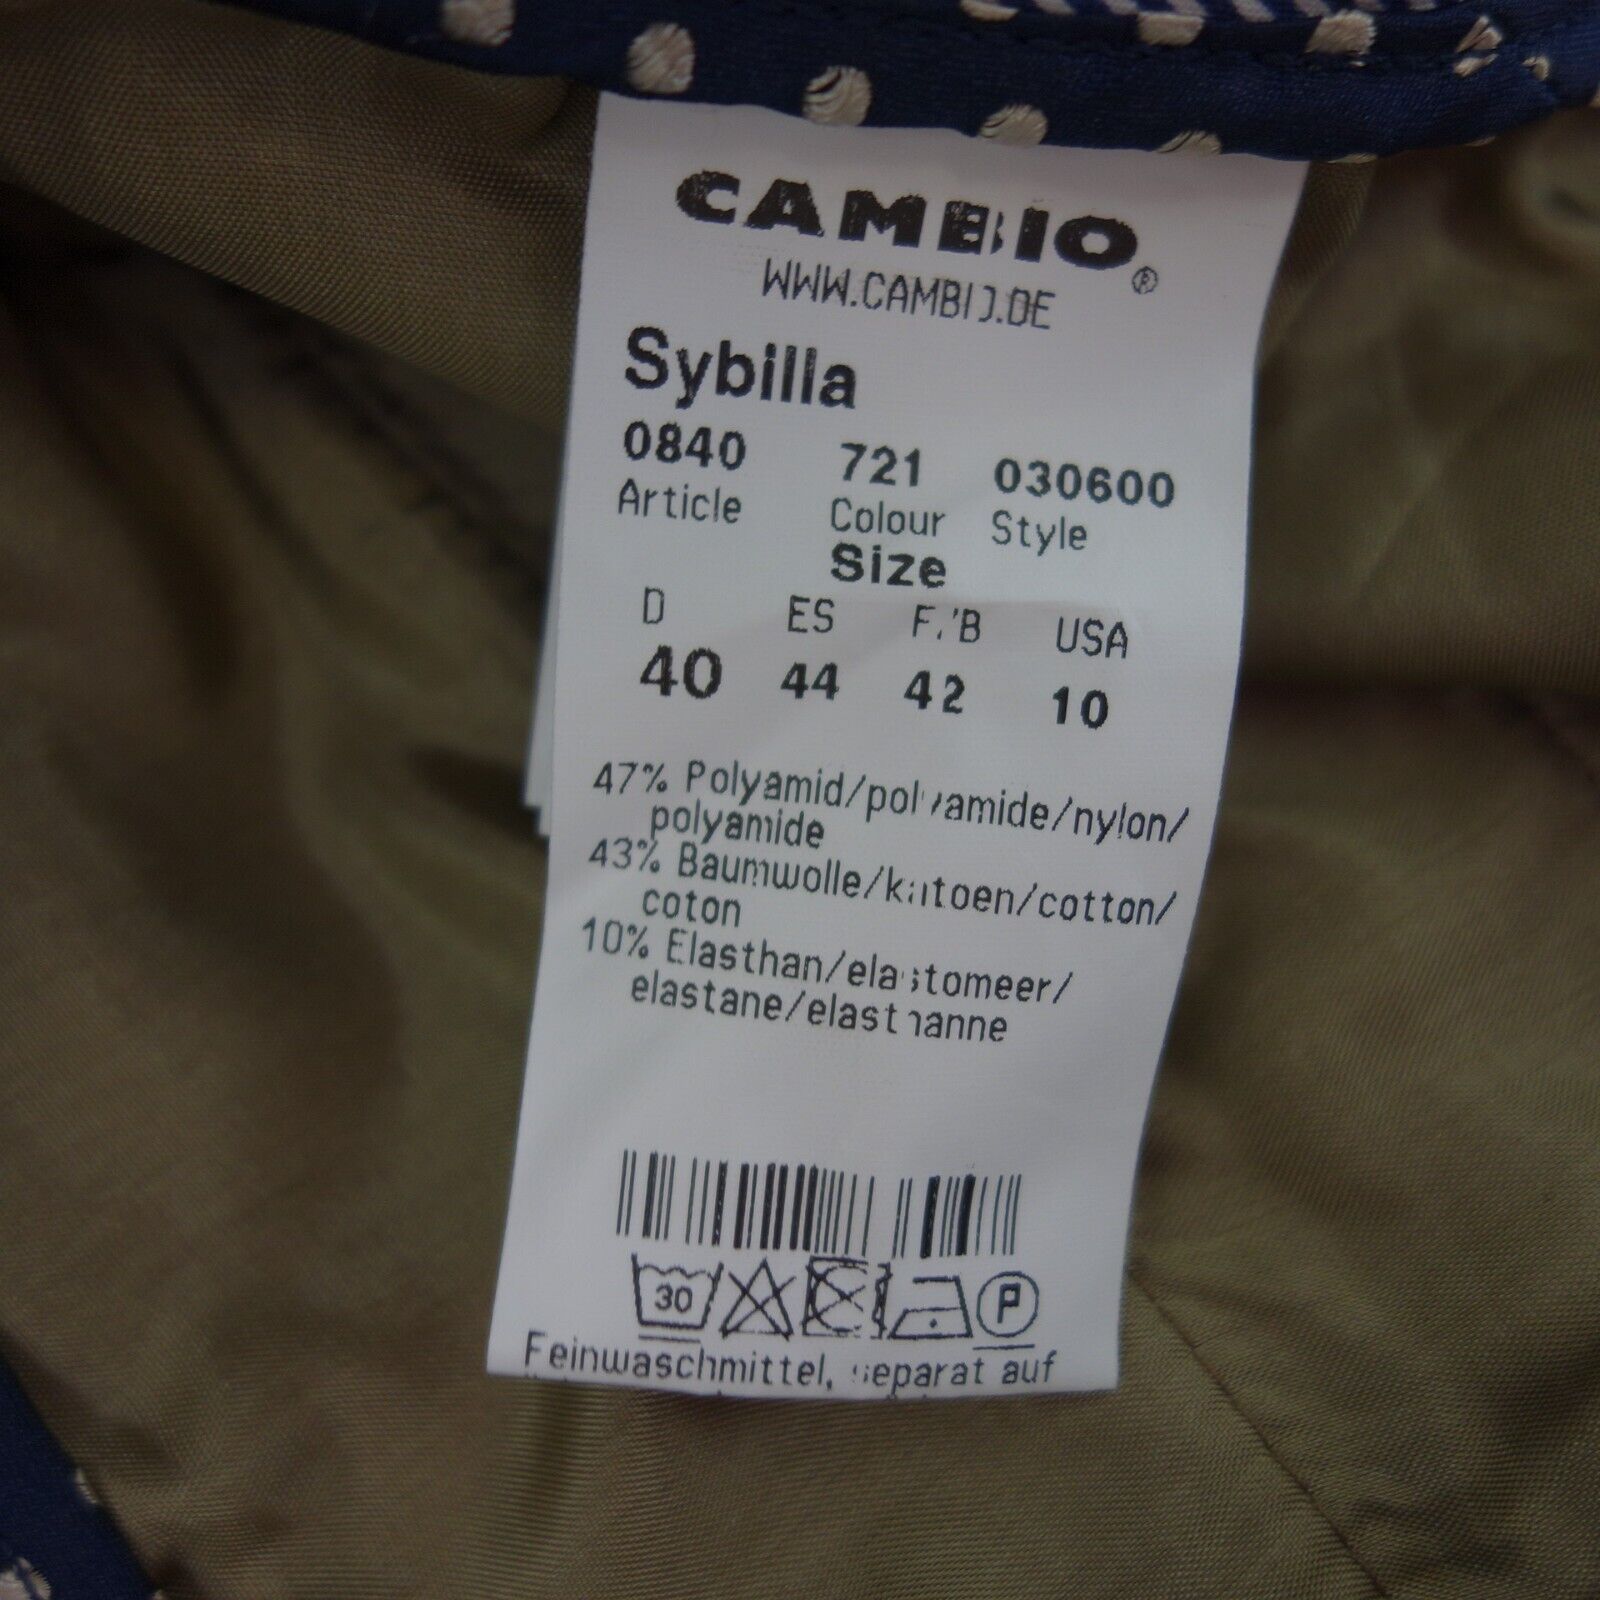 CAMBIO®
WWW.CAMBIO.DE
Sybilla
0840 721 030600
Article Colour Style
Size
D ES F/B USA
40 44 42 10
47% Polyamid/polyamide/nylon/
polyamide
43% Baumwolle/katoen/cotton/
coton
10% Elasthan/elastomeer/
elastane/elasthanne
30 P
Feinwaschmittel, separat auf